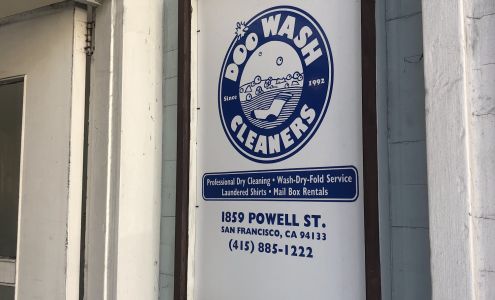 DOO WASH
Since 1992
CLEANERS
Professional Dry Cleaning • Wash-Dry-Fold Service
Laundered Shirts • Mail Box Rentals
1859 POWELL ST.
SAN FRANCISCO, CA 94133
(415) 885-1222